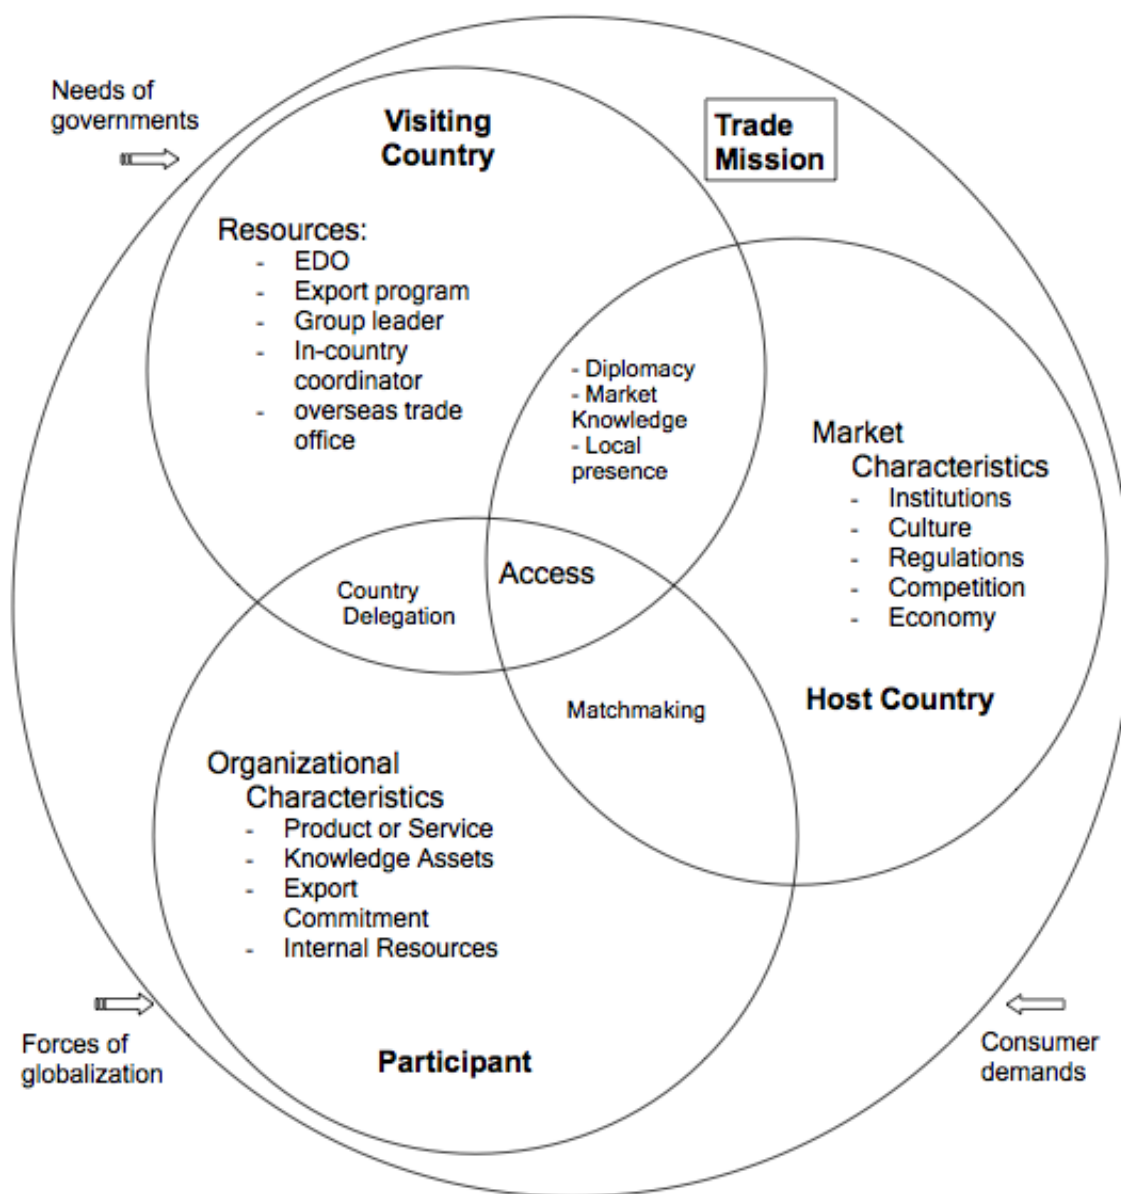 Needs of
governments
Visiting
Country
Trade
Mission
Resources:
- EDO
- Export program
- Group leader
- In-country
coordinator
- overseas trade
office
- Diplomacy
- Market
Knowledge
- Local
presence
Market
Characteristics
- Institutions
- Culture
- Regulations
- Competition
- Economy
Host Country
Access
Country
Delegation
Matchmaking
Organizational
Characteristics
- Product or Service
- Knowledge Assets
- Export
Commitment
- Internal Resources
Participant
Forces of
globalization
Consumer
demands